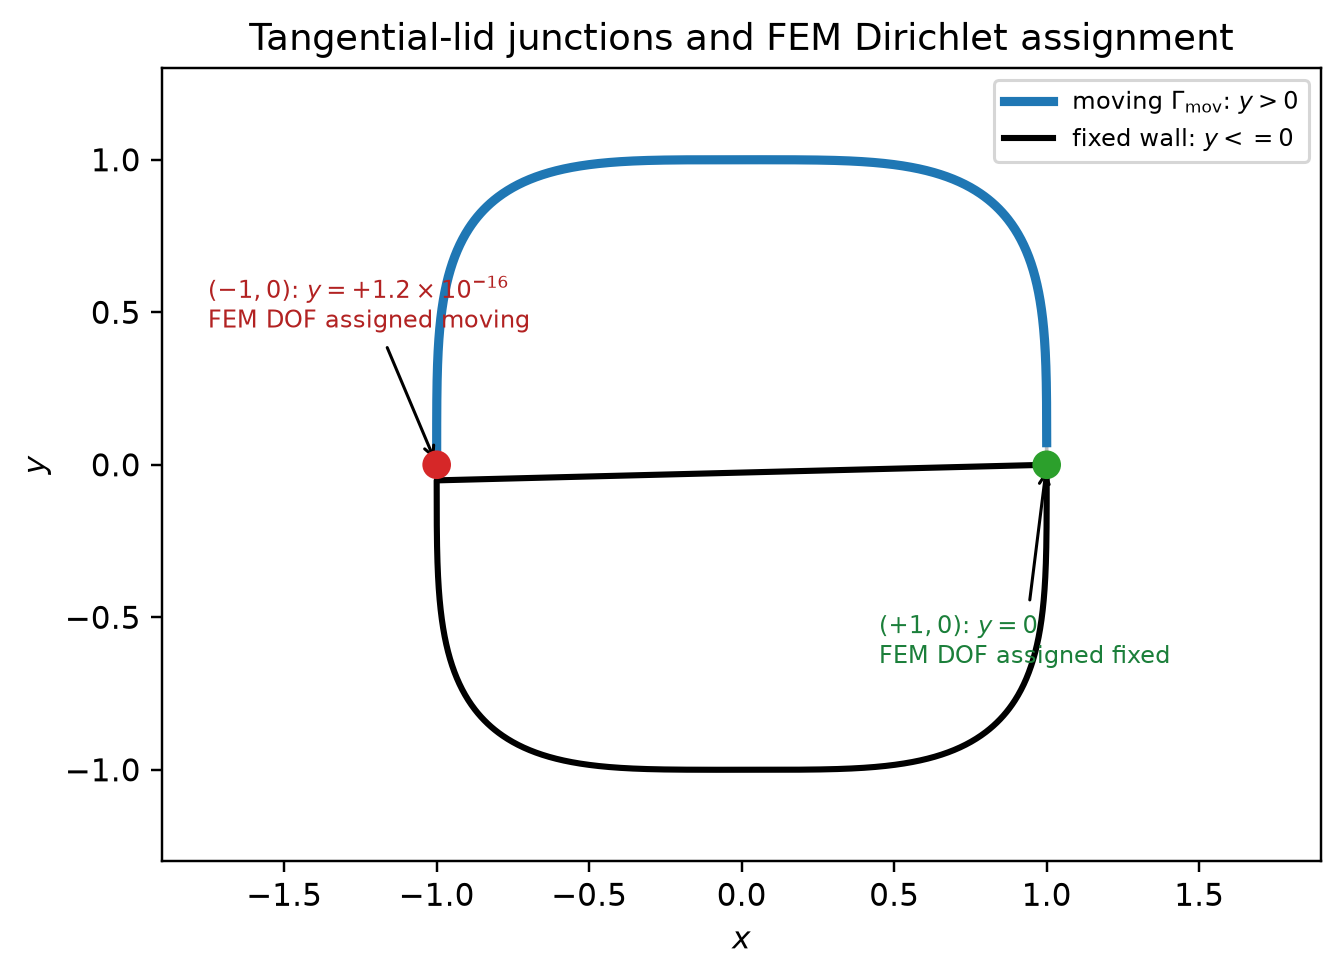 Tangential-lid junctions and FEM Dirichlet assignment
moving Γmov: y > 0
fixed wall: y <= 0
1.0
0.5
0.0
−0.5
−1.0
y
(−1, 0): y = +1.2 × 10⁻¹⁶
FEM DOF assigned moving
(+1, 0): y = 0
FEM DOF assigned fixed
−1.5
−1.0
−0.5
0.0
0.5
1.0
1.5
x